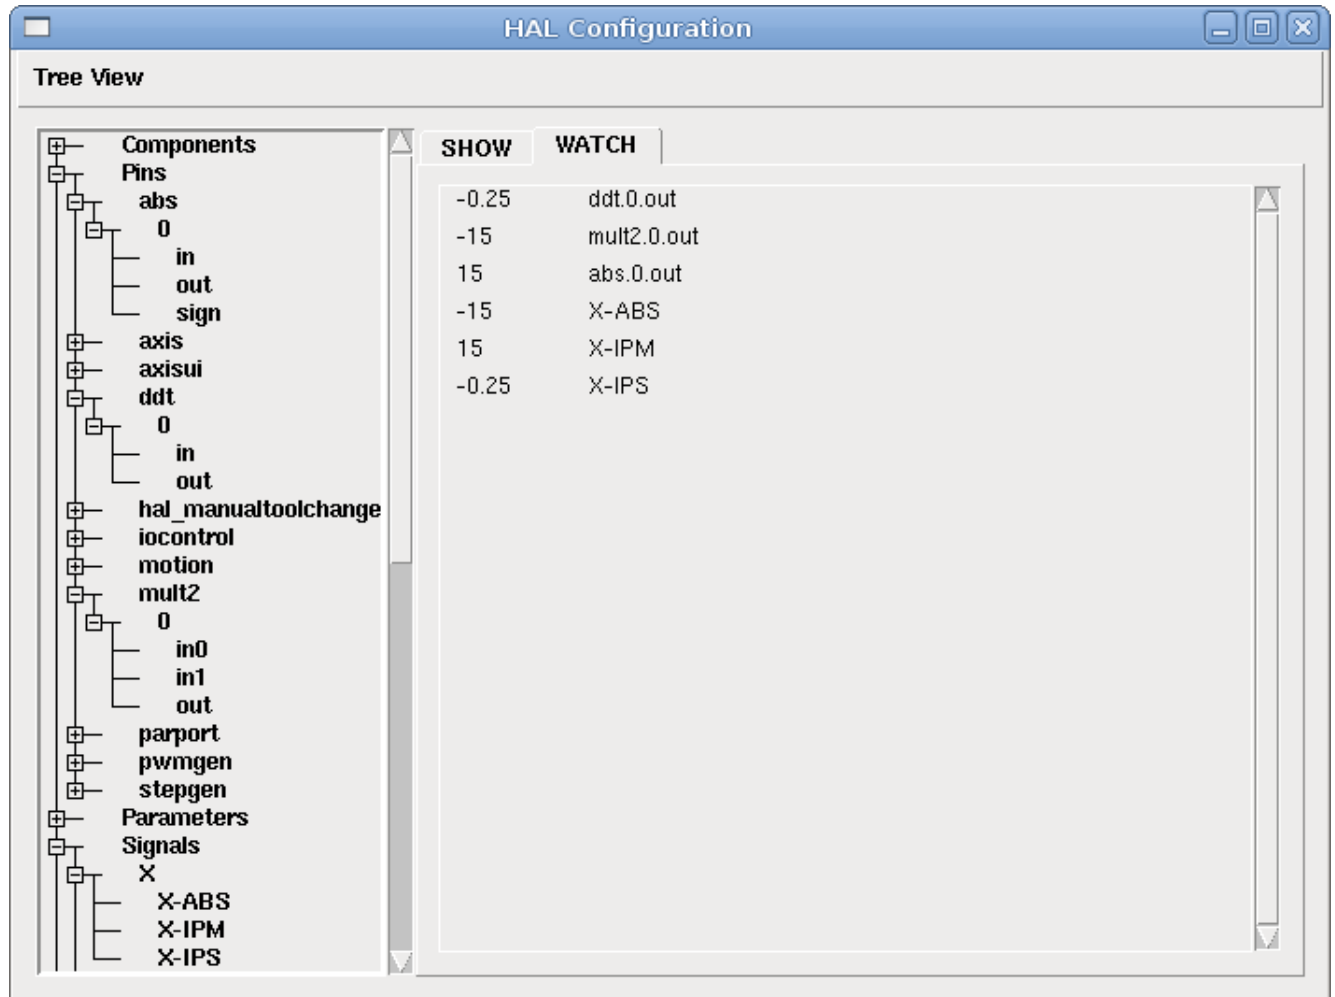 HAL Configuration
Tree View
Components
Pins
abs
0
in
out
sign
axis
axisui
ddt
0
in
out
hal_manualtoolchange
iocontrol
motion
mult2
0
in0
in1
out
parport
pwmgen
stepgen
Parameters
Signals
X
X-ABS
X-IPM
X-IPS
SHOW WATCH
-0.25 ddt.0.out
-15 mult2.0.out
15 abs.0.out
-15 X-ABS
15 X-IPM
-0.25 X-IPS